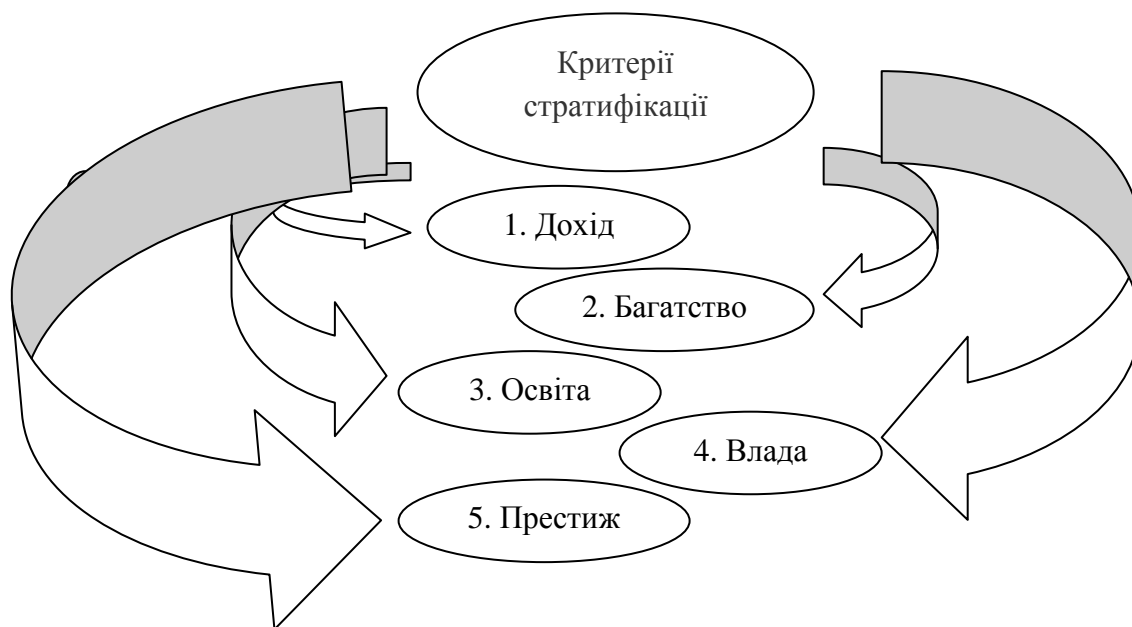 Критерії
стратифікації
1. Дохід
2. Багатство
3. Освіта
4. Влада
5. Престиж